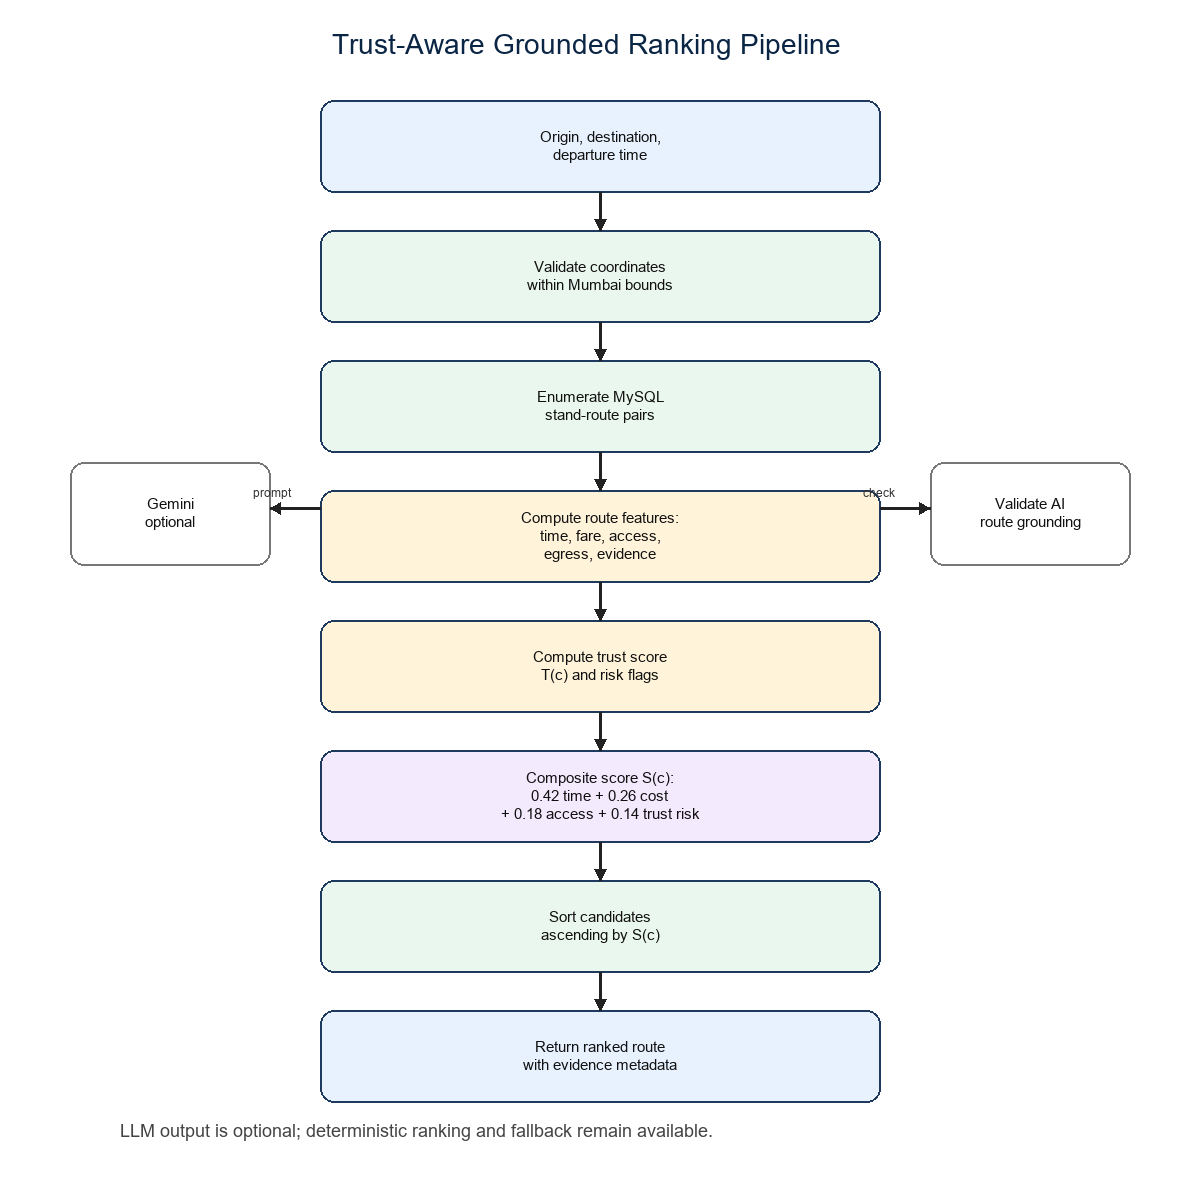 Trust-Aware Grounded Ranking Pipeline
Origin, destination,
departure time
Validate coordinates
within Mumbai bounds
Enumerate MySQL
stand-route pairs
Gemini
optional
prompt
Compute route features:
time, fare, access,
egress, evidence
check
Validate AI
route grounding
Compute trust score
T(c) and risk flags
Composite score S(c):
0.42 time + 0.26 cost
+ 0.18 access + 0.14 trust risk
Sort candidates
ascending by S(c)
Return ranked route
with evidence metadata
LLM output is optional; deterministic ranking and fallback remain available.